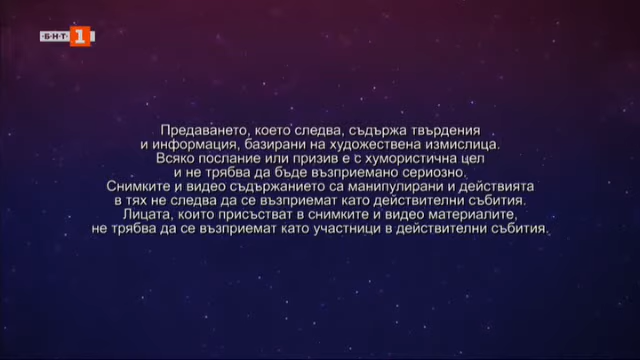 БНТ 1
Предаването, което следва, съдържа твърдения
и информация, базирани на художествена измислица.
Всяко послание или призив е с хумористична цел
и не трябва да бъде възприемано сериозно.
Снимките и видео съдържанието са манипулирани и действията
в тях не следва да се възприемат като действителни събития.
Лицата, които присъстват в снимките и видео материалите,
не трябва да се възприемат като участници в действителни събития.